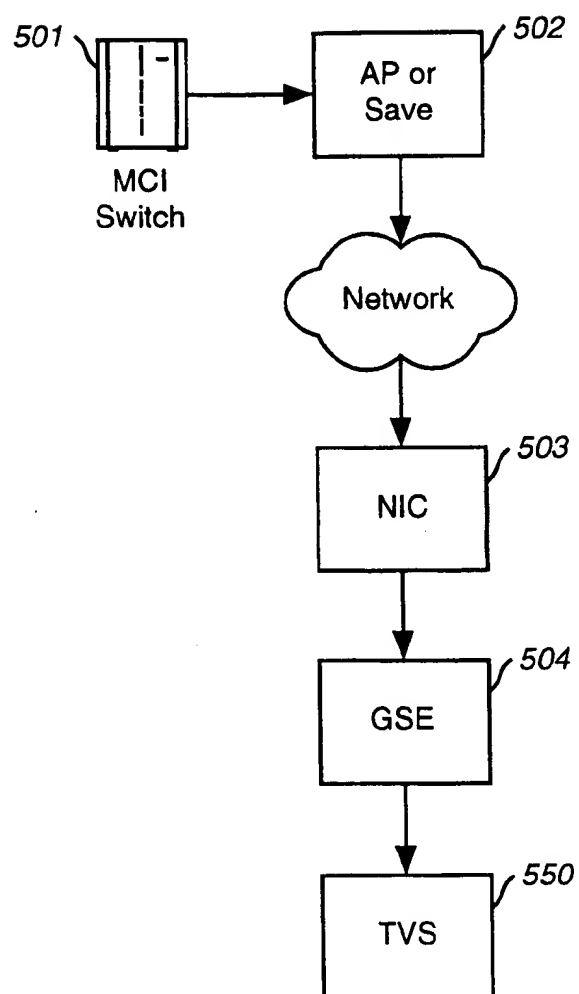 501
502
AP or
Save
MCI
Switch
Network
503
NIC
504
GSE
550
TVS